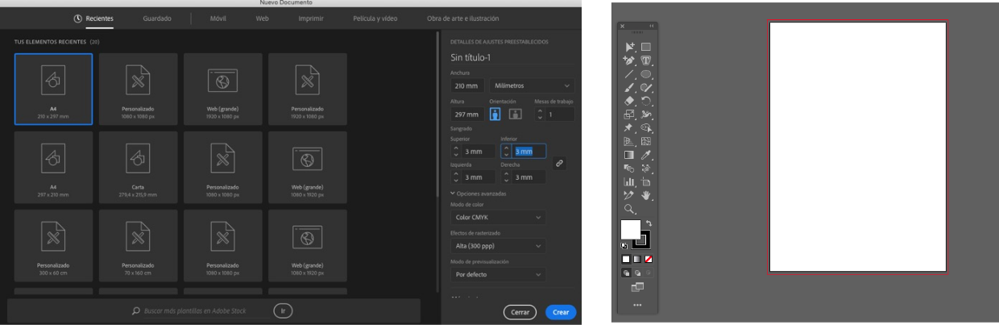 Nuevo Documento
Recientes Guardado Móvil Web Imprimir Película y vídeo Obra de arte e ilustración
TUS ELEMENTOS RECIENTES (20)
A4
210 x 297 mm
Personalizado
1080 x 1080 px
Web (grande)
1920 x 1080 px
Personalizado
1920 x 1080 px
A4
297 x 210 mm
Carta
279,4 x 215,9 mm
Personalizado
1080 x 1080 px
Web (grande)
1080 x 1920 px
Personalizado
300 x 60 cm
Personalizado
70 x 160 cm
Personalizado
1080 x 1080 px
Web (grande)
1080 x 1920 px
Buscar más plantillas en Adobe Stock Ir
DETALLES DE AJUSTES PREESTABLECIDOS
Sin título-1
Anchura
210 mm Milímetros
Altura Orientación Mesas de trabajo
297 mm 1
Sangrado
Superior Inferior
3 mm 3 mm
Izquierda Derecha
3 mm 3 mm
Opciones avanzadas
Modo de color
Color CMYK
Efectos de rasterizado
Alta (300 ppp)
Modo de previsualización
Por defecto
Cerrar Crear